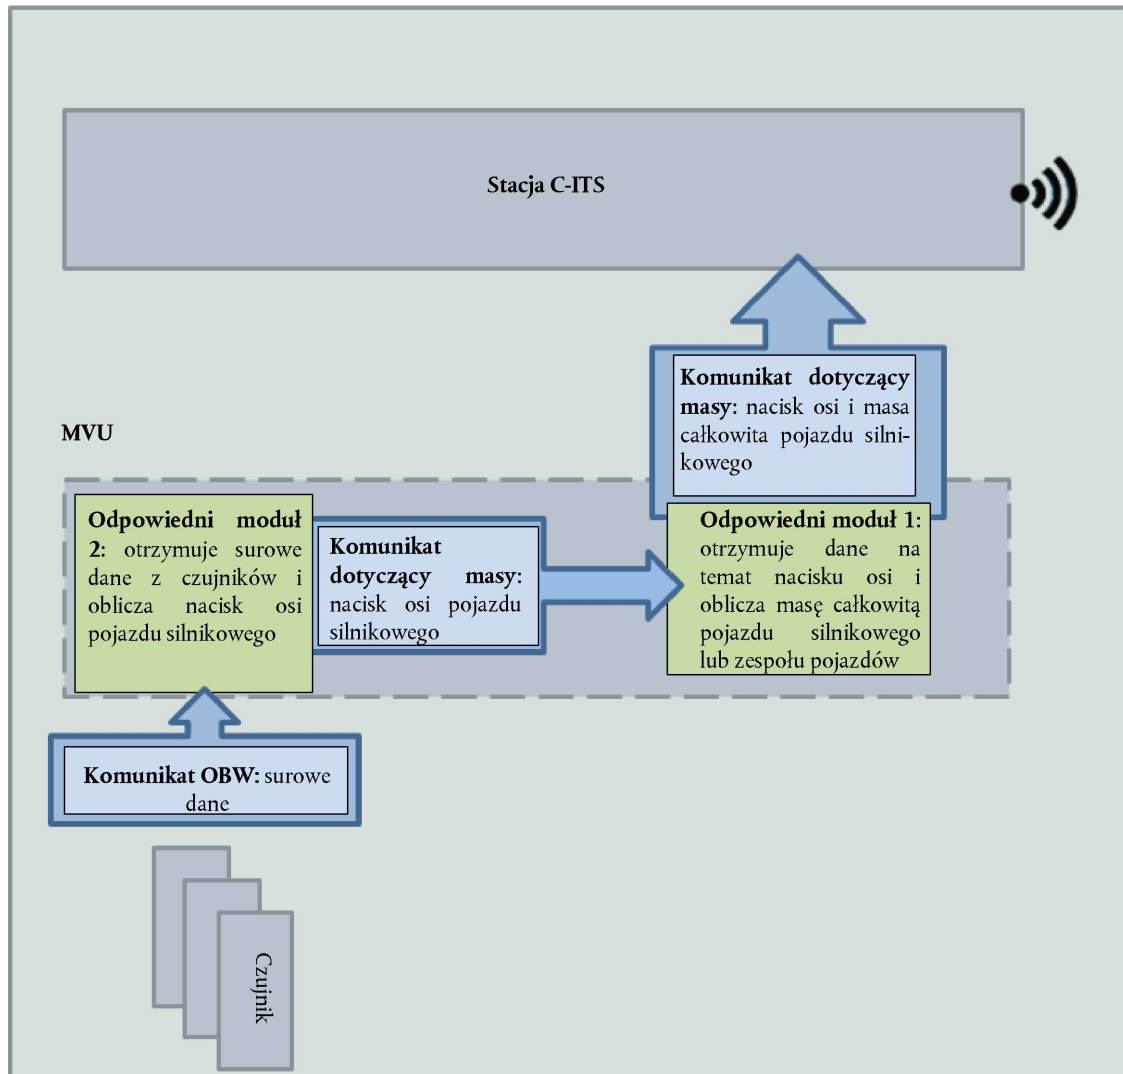 Stacja C-ITS
Komunikat dotyczący
masy: nacisk osi i masa
całkowita pojazdu silni-
kowego
MVU
Odpowiedni moduł
2: otrzymuje surowe
dane z czujników i
oblicza nacisk osi
pojazdu silnikowego
Komunikat
dotyczący masy:
nacisk osi pojazdu
silnikowego
Odpowiedni moduł 1:
otrzymuje dane na
temat nacisku osi i
oblicza masę całkowitą
pojazdu silnikowego
lub zespołu pojazdów
Komunikat OBW: surowe
dane
Czujnik